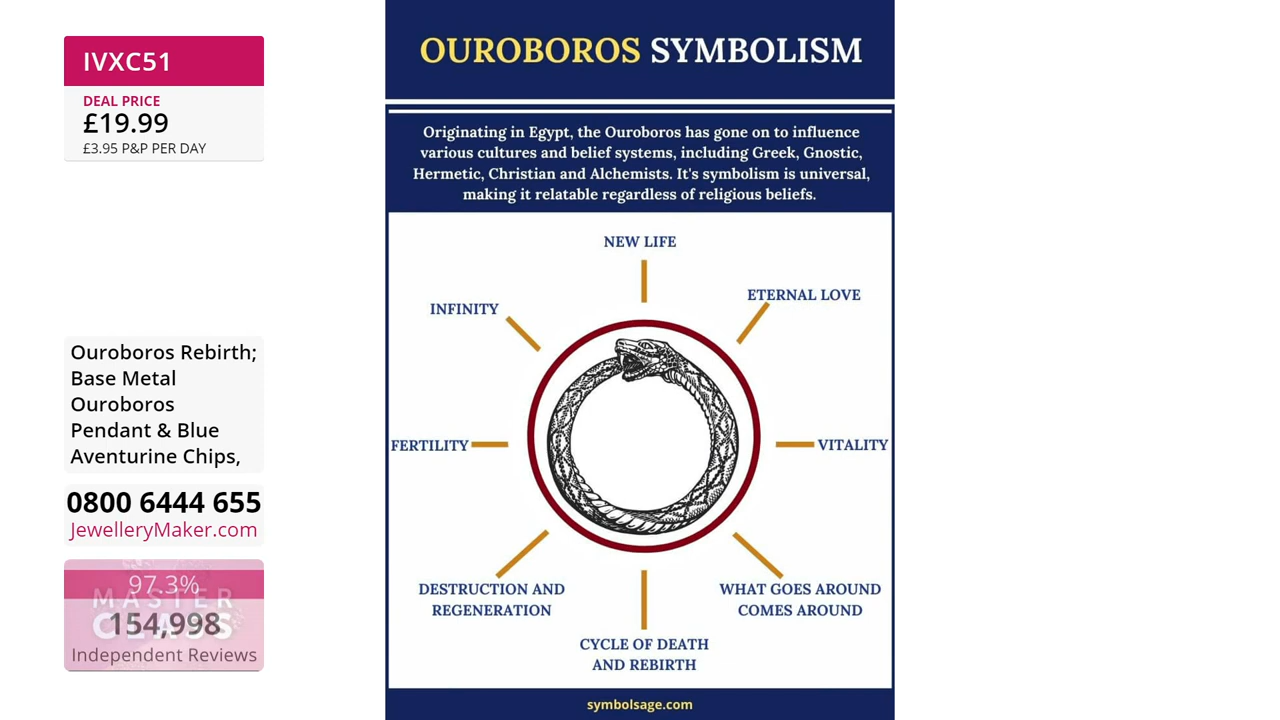 IVXC51
DEAL PRICE
£19.99
£3.95 P&P PER DAY
Ouroboros Rebirth;
Base Metal
Ouroboros
Pendant & Blue
Aventurine Chips,
0800 6444 655
JewelleryMaker.com
97.3%
MASTER
CLASS
154,998
Independent Reviews
OUROBOROS SYMBOLISM
Originating in Egypt, the Ouroboros has gone on to influence
various cultures and belief systems, including Greek, Gnostic,
Hermetic, Christian and Alchemists. It's symbolism is universal,
making it relatable regardless of religious beliefs.
NEW LIFE
ETERNAL LOVE
INFINITY
FERTILITY
VITALITY
DESTRUCTION AND
REGENERATION
WHAT GOES AROUND
COMES AROUND
CYCLE OF DEATH
AND REBIRTH
symbolsage.com